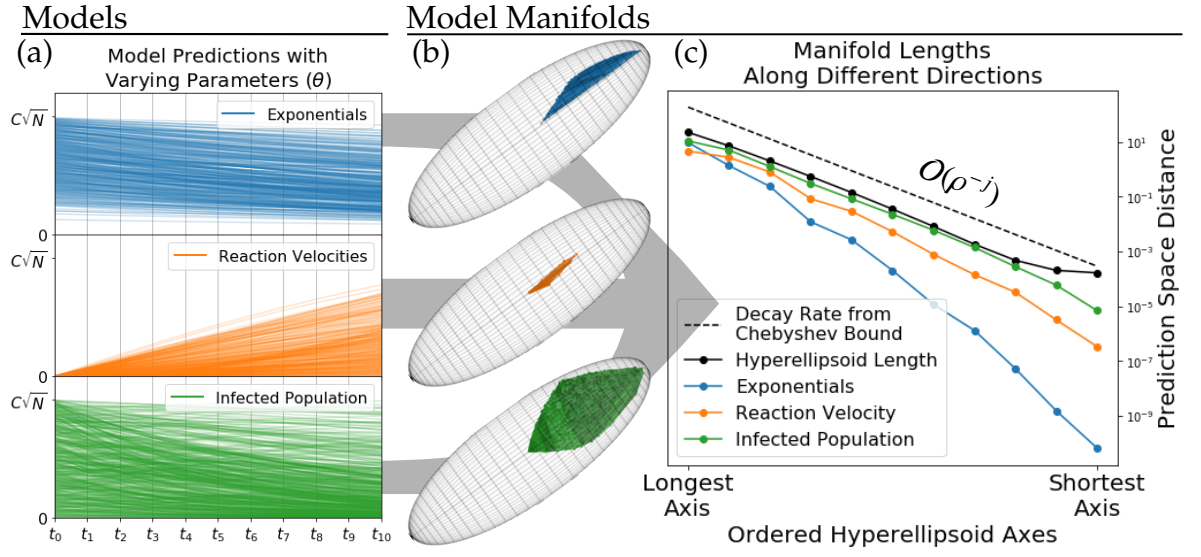 Models
Model Manifolds
(a)
Model Predictions with
Varying Parameters (θ)
C√N
Exponentials
0
C√N
Reaction Velocities
0
C√N
Infected Population
0
t₀ t₁ t₂ t₃ t₄ t₅ t₆ t₇ t₈ t₉ t₁₀
(b)
(c)
Manifold Lengths
Along Different Directions
O(ρ⁻ʲ)
10¹
10⁻¹
10⁻³
10⁻⁵
10⁻⁷
10⁻⁹
Prediction Space Distance
Decay Rate from
Chebyshev Bound
Hyperellipsoid Length
Exponentials
Reaction Velocity
Infected Population
Longest
Axis
Shortest
Axis
Ordered Hyperellipsoid Axes